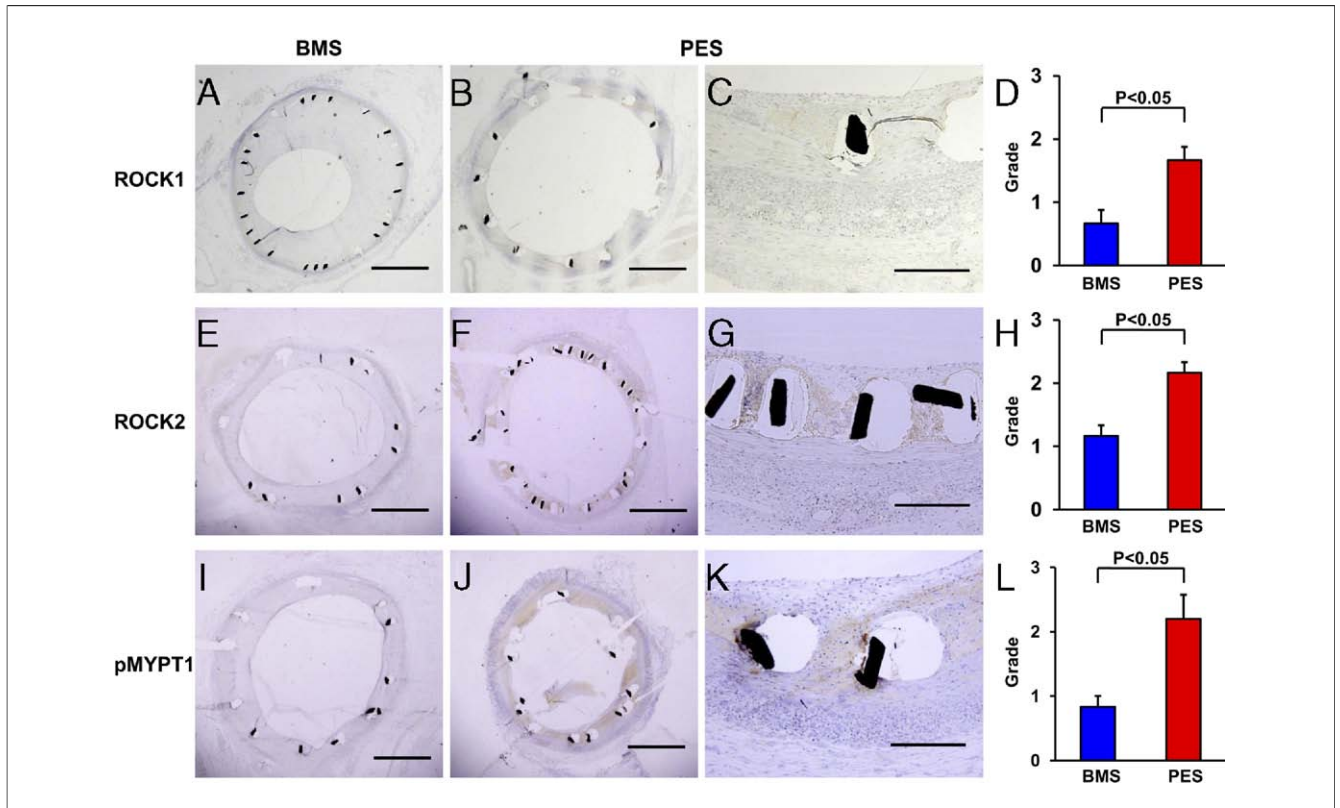 BMS PES
ROCK1
A
B
C
D
3
2
1
0
Grade
P<0.05
BMS PES
ROCK2
E
F
G
H
3
2
1
0
Grade
P<0.05
BMS PES
pMYPT1
I
J
K
L
3
2
1
0
Grade
P<0.05
BMS PES